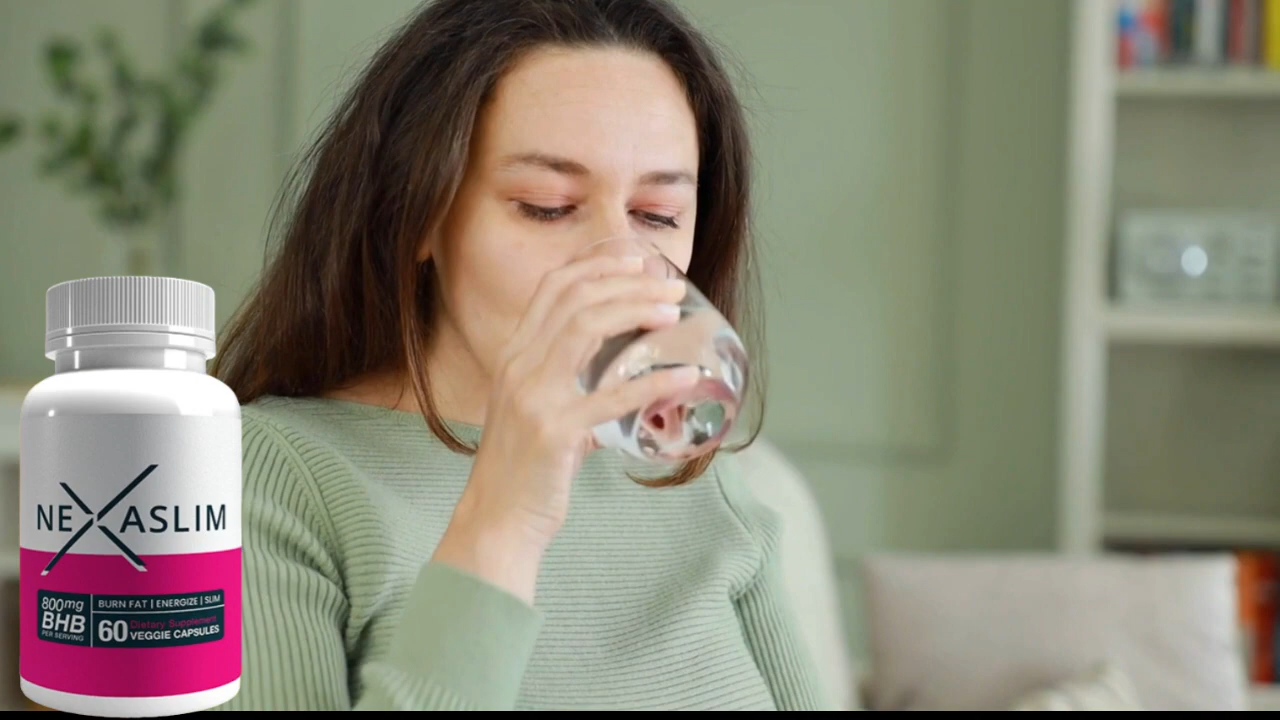 NEXASLIM
800mg
BHB
PER SERVING
BURN FAT | ENERGIZE | SLIM
60
Dietary Supplement
VEGGIE CAPSULES